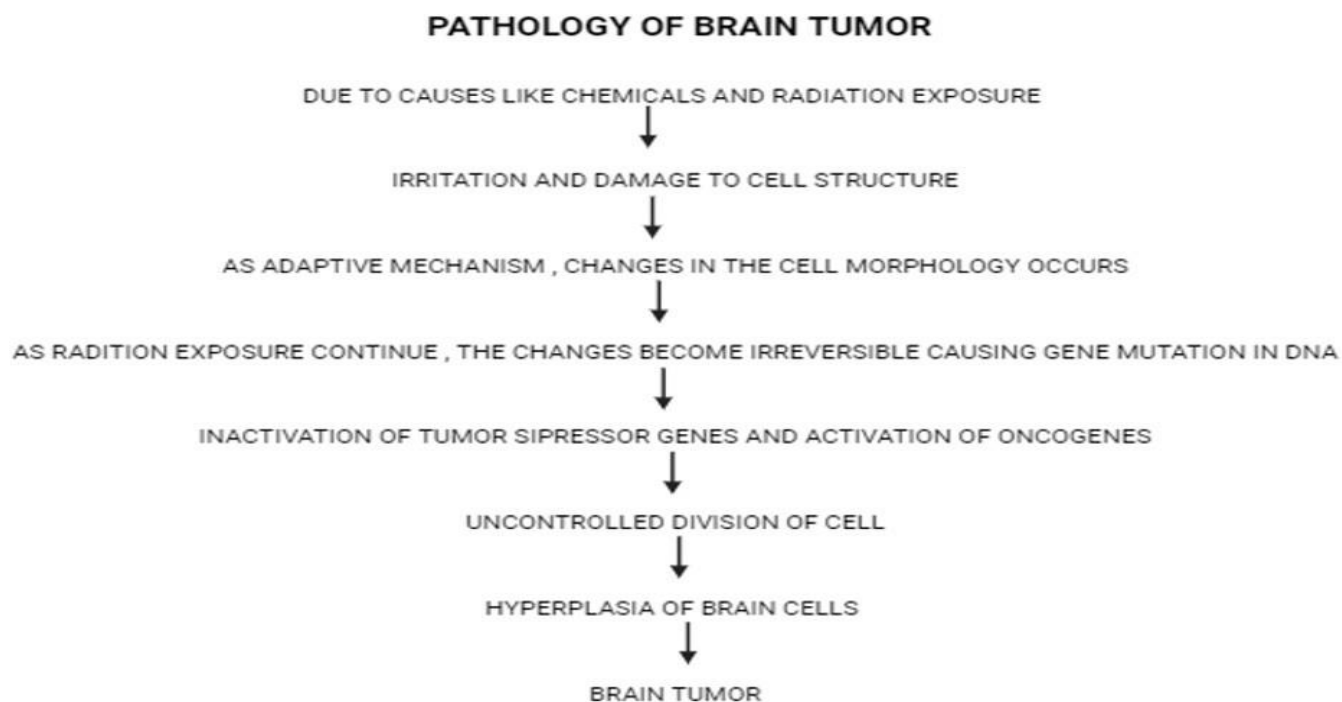 PATHOLOGY OF BRAIN TUMOR
DUE TO CAUSES LIKE CHEMICALS AND RADIATION EXPOSURE
IRRITATION AND DAMAGE TO CELL STRUCTURE
AS ADAPTIVE MECHANISM , CHANGES IN THE CELL MORPHOLOGY OCCURS
AS RADITION EXPOSURE CONTINUE , THE CHANGES BECOME IRREVERSIBLE CAUSING GENE MUTATION IN DNA
INACTIVATION OF TUMOR SIPRESSOR GENES AND ACTIVATION OF ONCOGENES
UNCONTROLLED DIVISION OF CELL
HYPERPLASIA OF BRAIN CELLS
BRAIN TUMOR